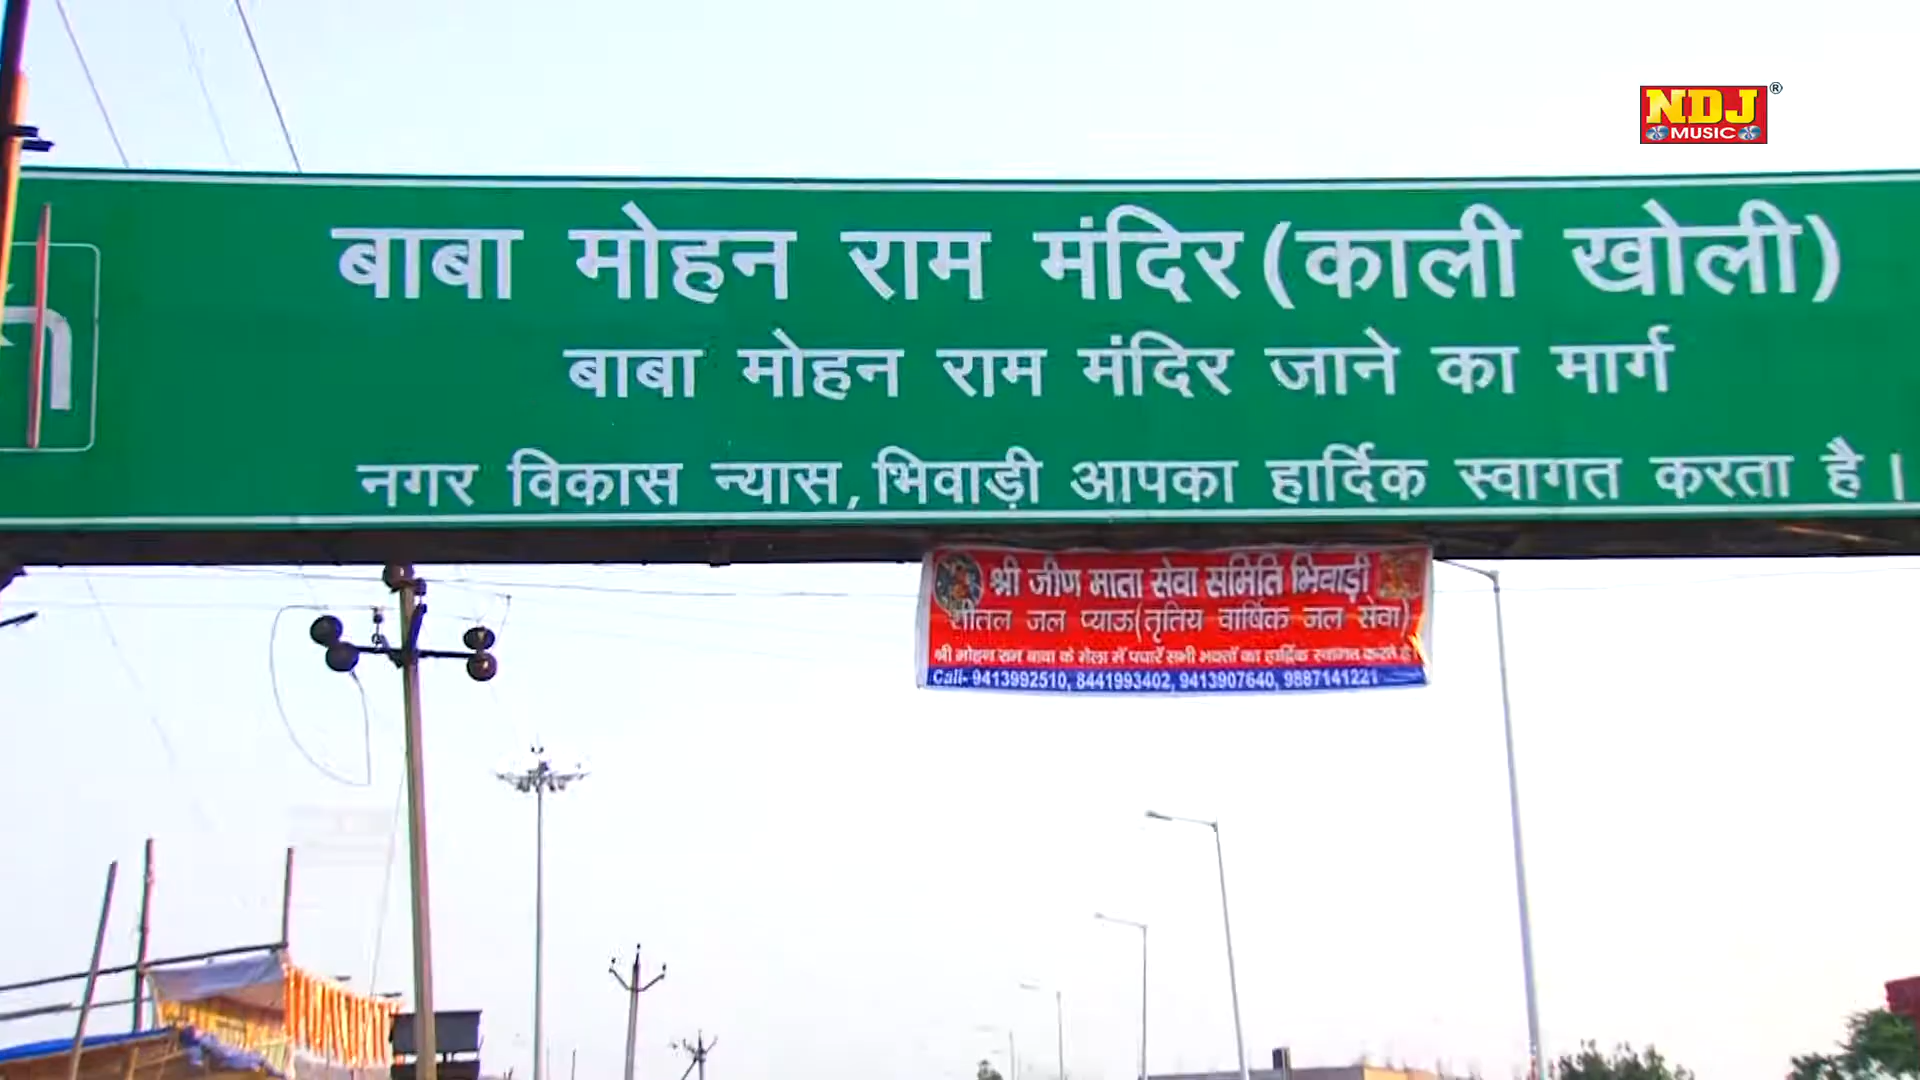 NDJ®
MUSIC
बाबा मोहन राम मंदिर(काली खोली)
बाबा मोहन राम मंदिर जाने का मार्ग
नगर विकास न्यास, भिवाड़ी आपका हार्दिक स्वागत करता है।
श्री जीण माता सेवा समिति भिवाड़ी
शीतल जल प्याऊ(तृतिय वार्षिक जल सेवा)
श्री मोहन राम बाबा के मेला में पधारें सभी भक्तों का हार्दिक स्वागत करते है।
Call- 9413992510, 8441993402, 9413907640, 9887141221